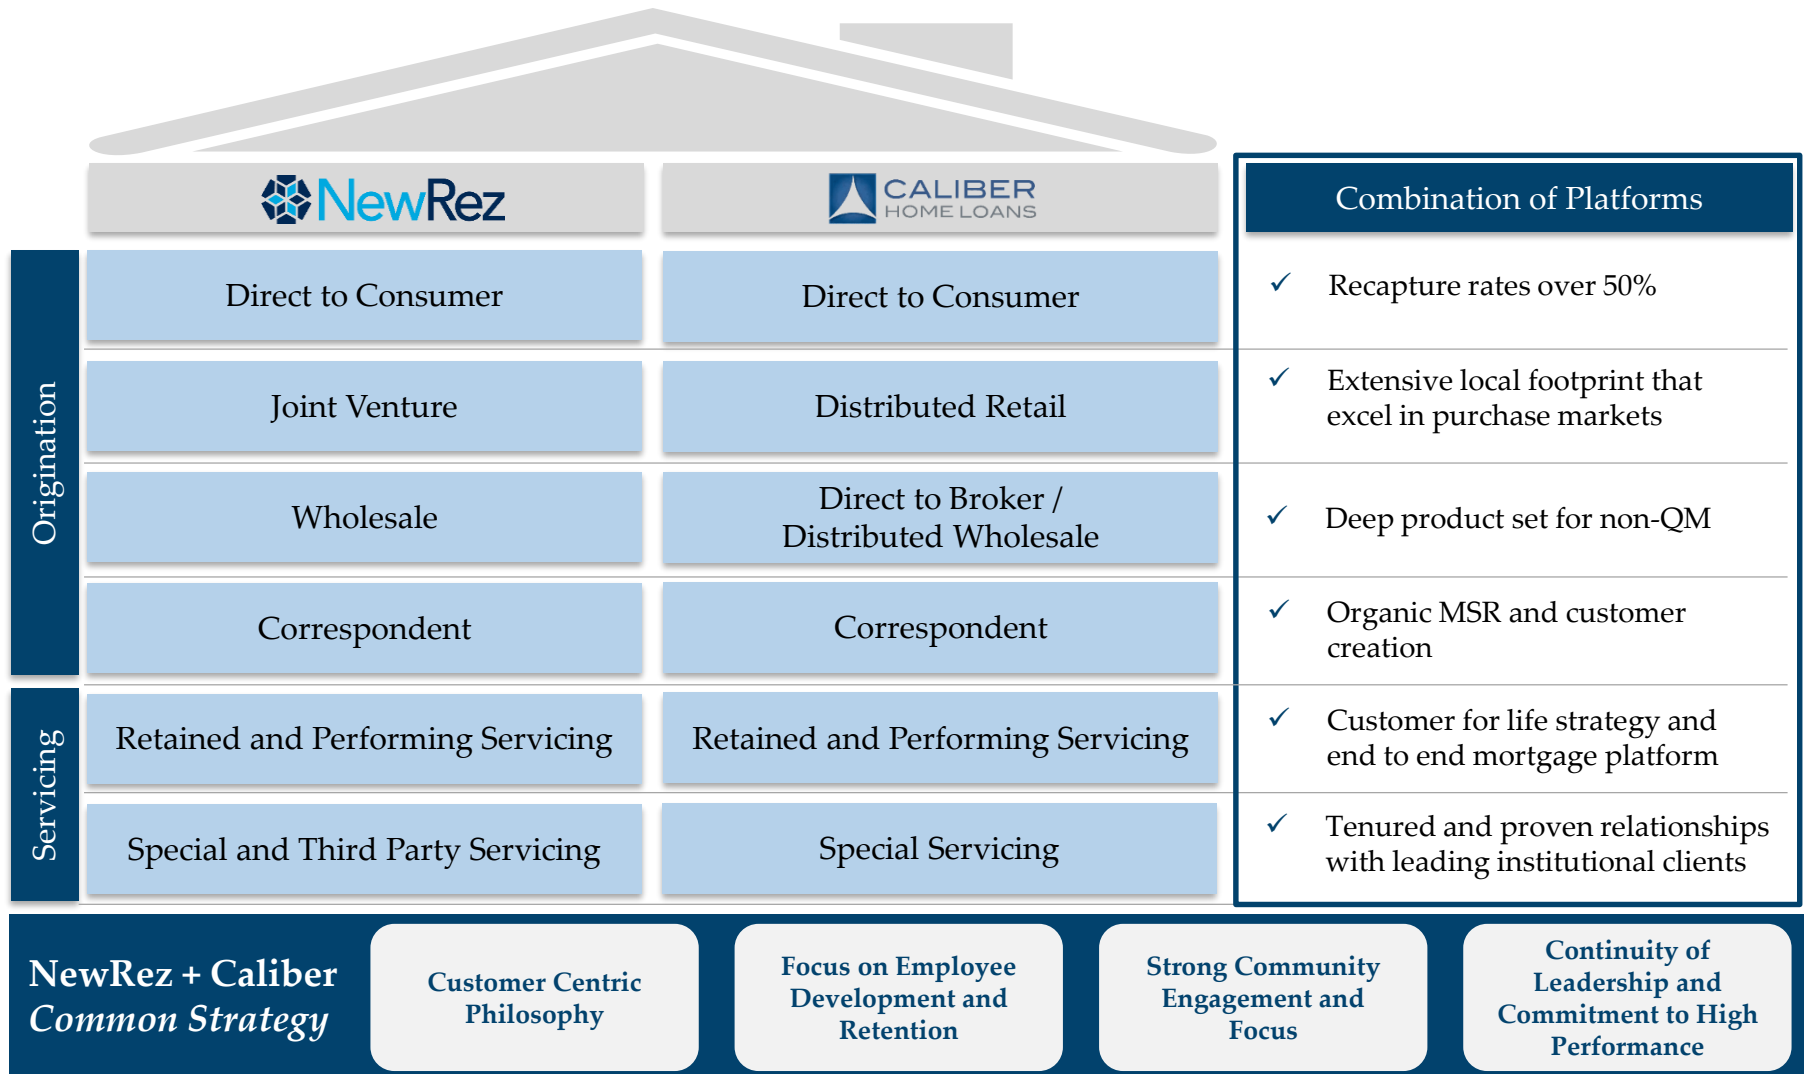 NewRez
CALIBER
HOME LOANS
Combination of Platforms
Origination
Direct to Consumer
Direct to Consumer
✓ Recapture rates over 50%
Joint Venture
Distributed Retail
✓ Extensive local footprint that
excel in purchase markets
Wholesale
Direct to Broker /
Distributed Wholesale
✓ Deep product set for non-QM
Correspondent
Correspondent
✓ Organic MSR and customer
creation
Servicing
Retained and Performing Servicing
Retained and Performing Servicing
✓ Customer for life strategy and
end to end mortgage platform
Special and Third Party Servicing
Special Servicing
✓ Tenured and proven relationships
with leading institutional clients
NewRez + Caliber
Common Strategy
Customer Centric
Philosophy
Focus on Employee
Development and
Retention
Strong Community
Engagement and
Focus
Continuity of
Leadership and
Commitment to High
Performance